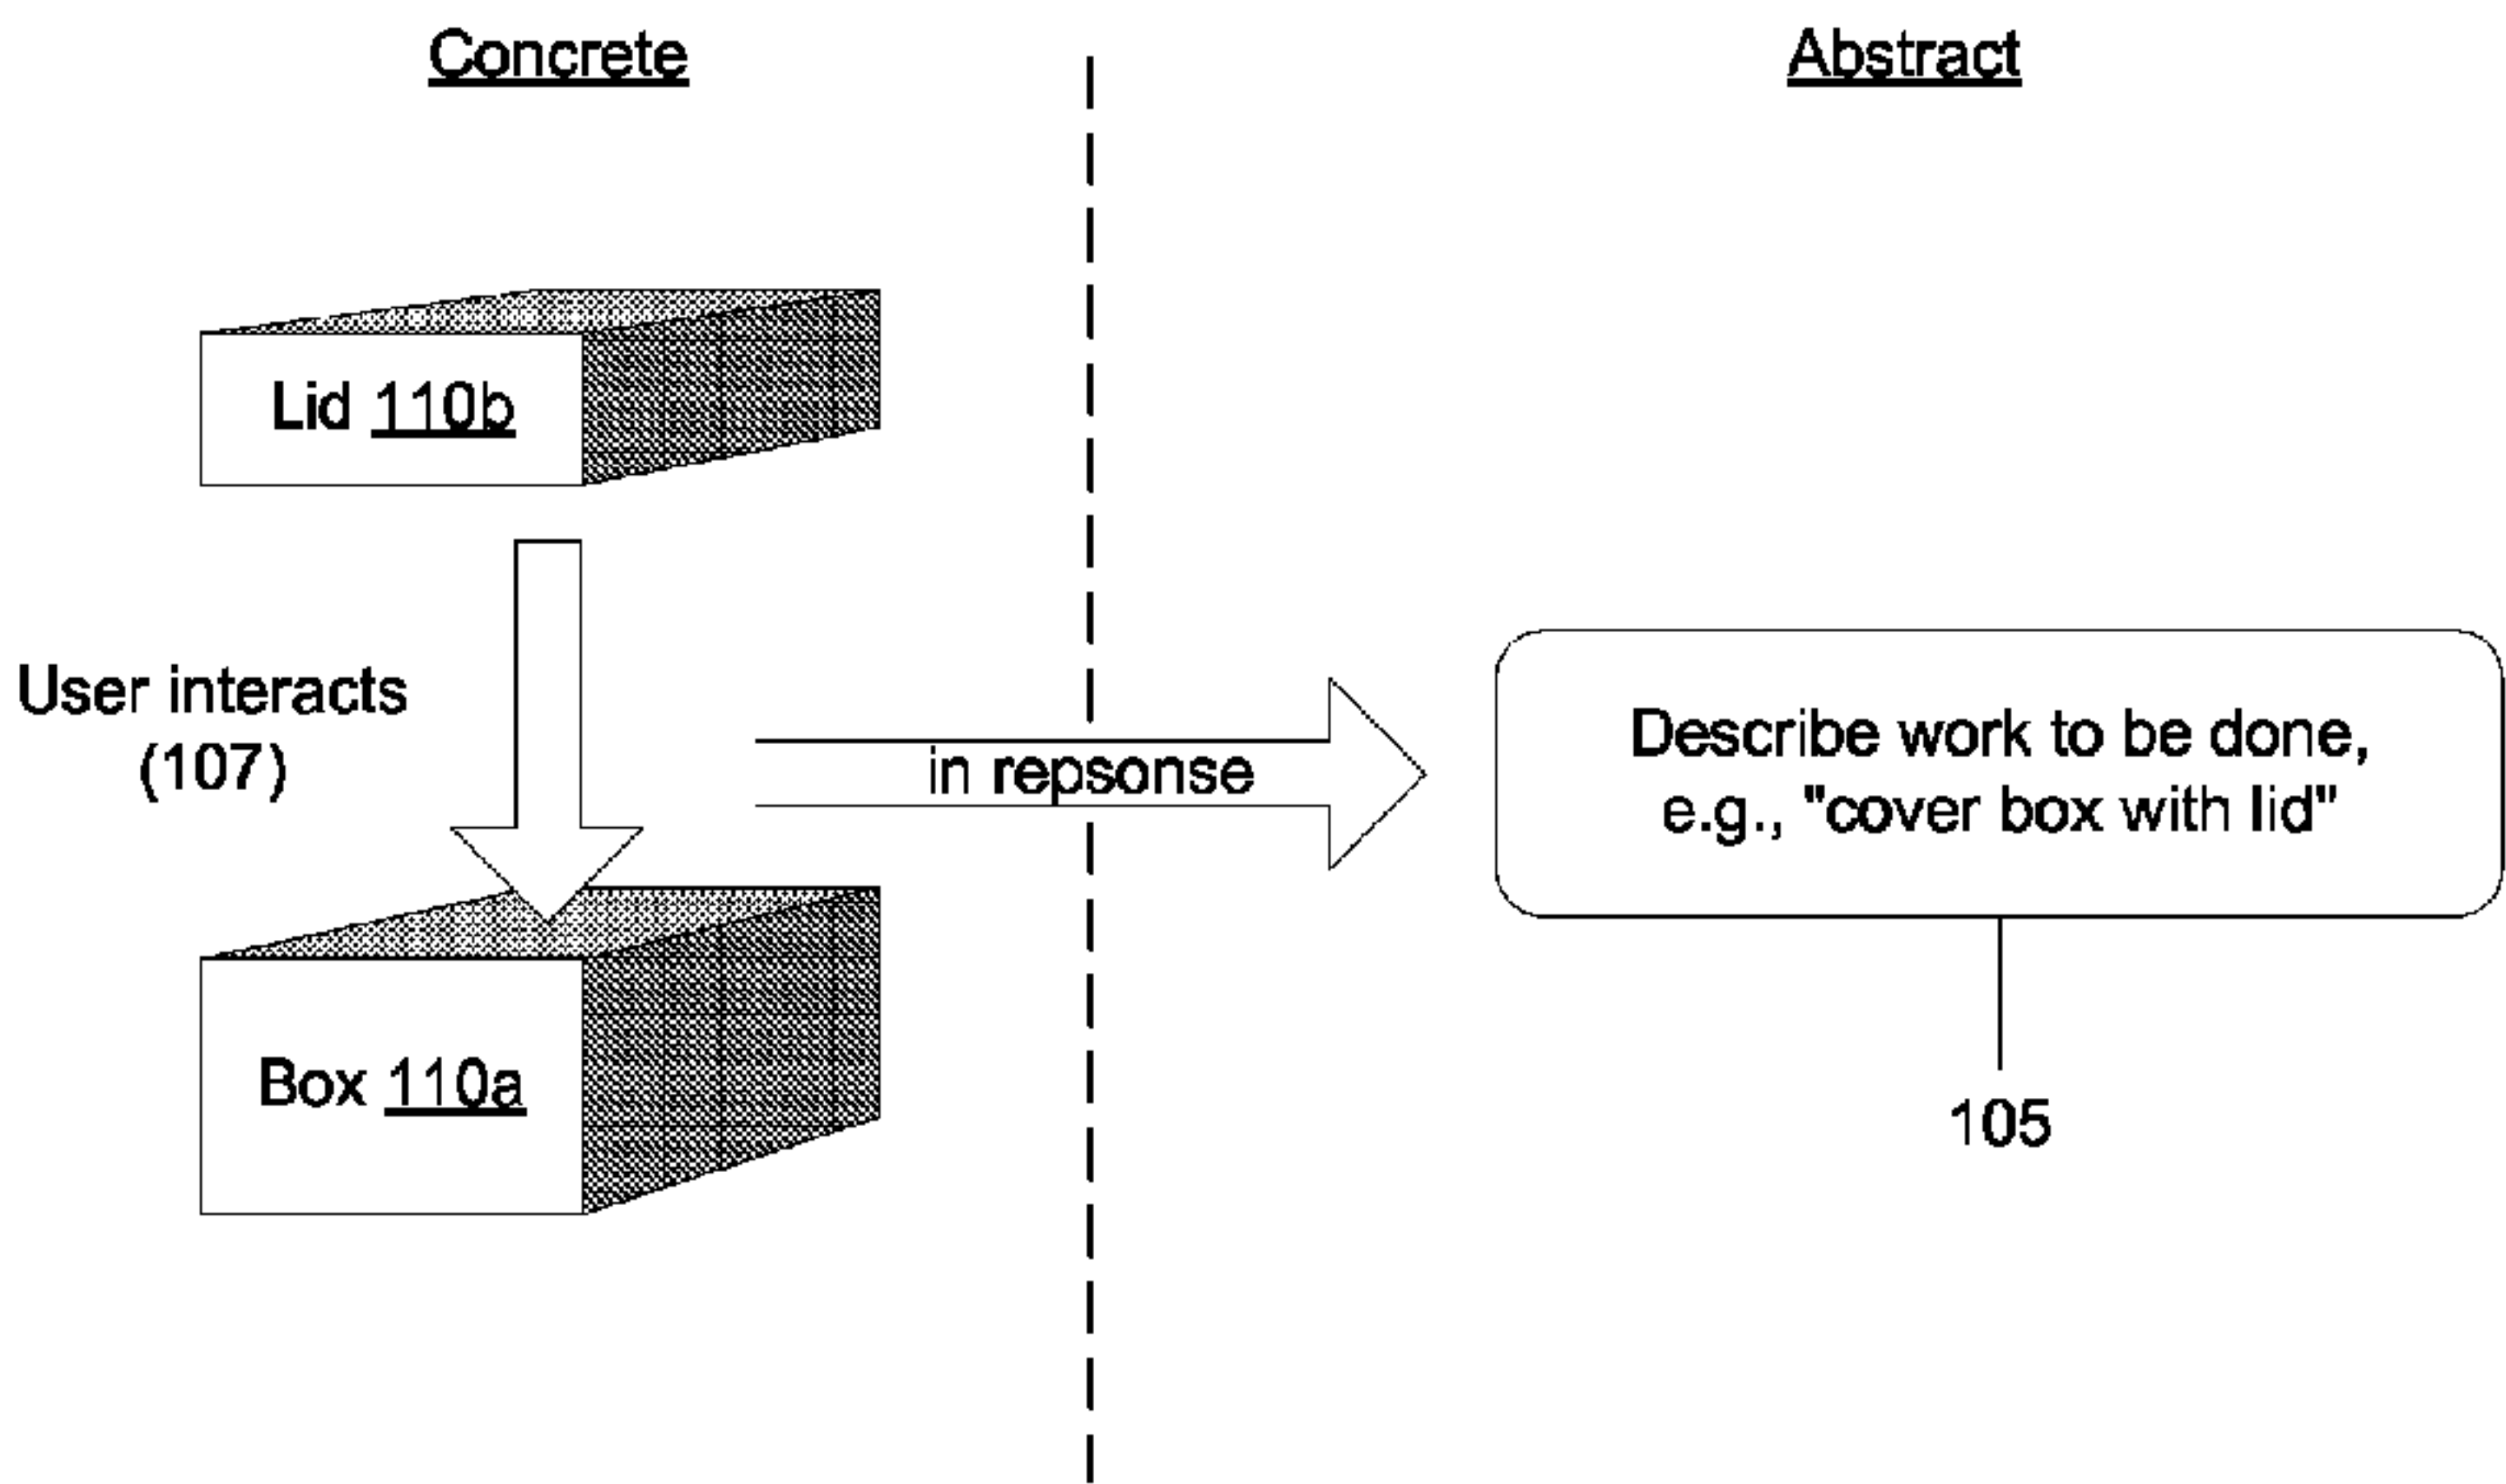 Concrete
Abstract
Lid 110b
User interacts
(107)
in repsonse
Describe work to be done,
e.g., "cover box with lid"
Box 110a
105